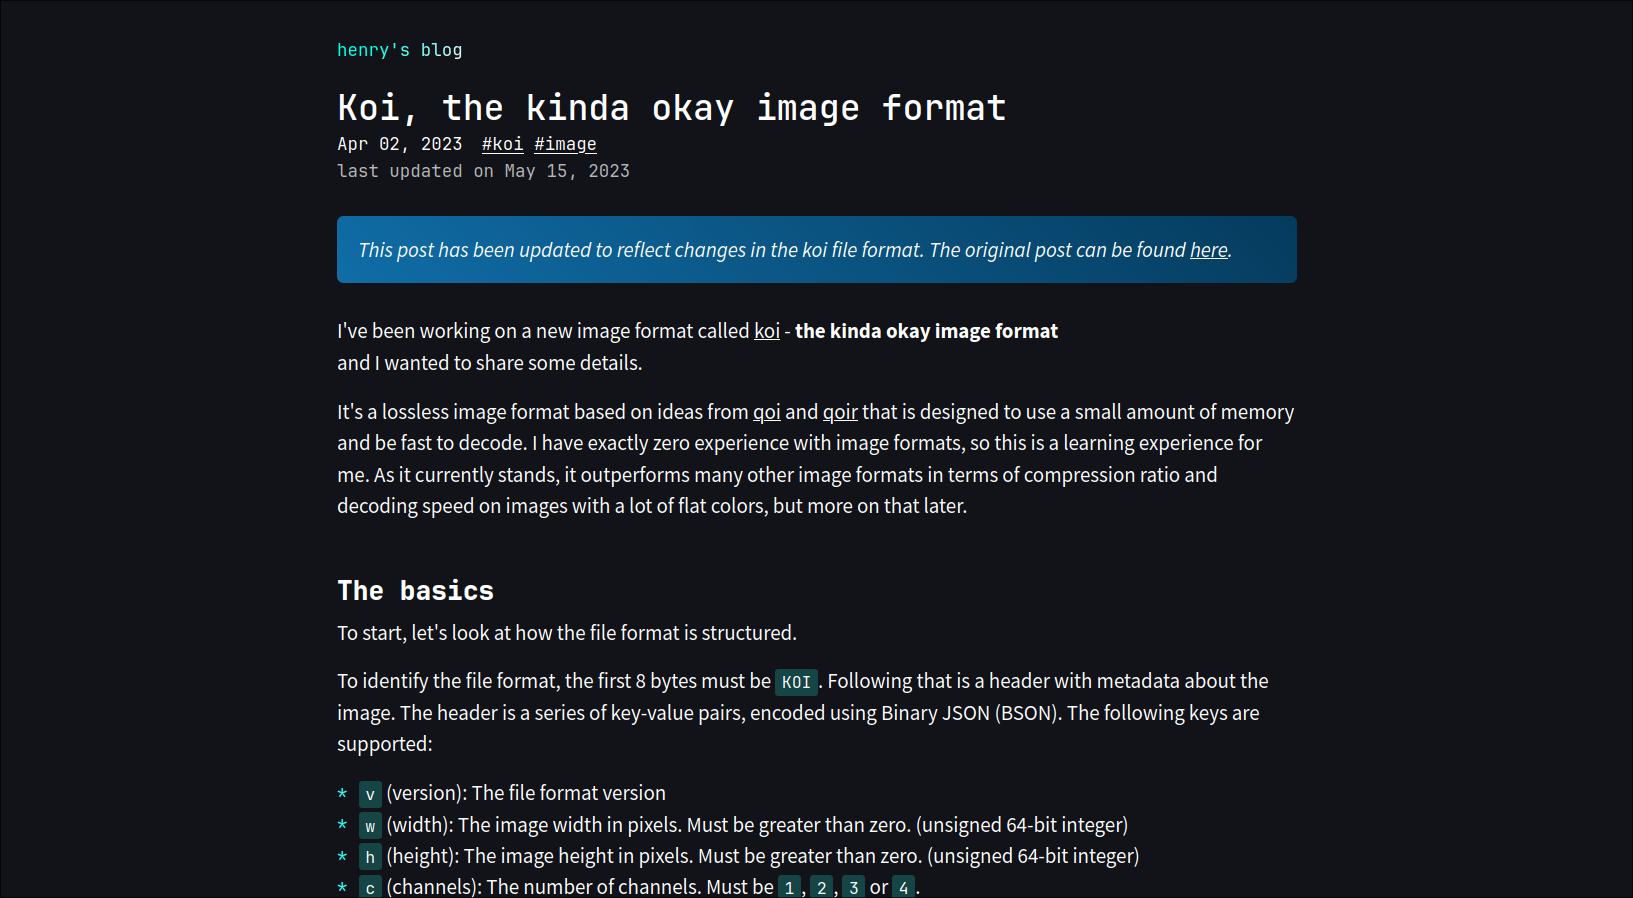 henry's blog
Koi, the kinda okay image format
Apr 02, 2023 #koi #image
last updated on May 15, 2023
This post has been updated to reflect changes in the koi file format. The original post can be found here.
I've been working on a new image format called koi - the kinda okay image format
and I wanted to share some details.
It's a lossless image format based on ideas from qoi and qoir that is designed to use a small amount of memory
and be fast to decode. I have exactly zero experience with image formats, so this is a learning experience for
me. As it currently stands, it outperforms many other image formats in terms of compression ratio and
decoding speed on images with a lot of flat colors, but more on that later.
The basics
To start, let's look at how the file format is structured.
To identify the file format, the first 8 bytes must be KOI. Following that is a header with metadata about the
image. The header is a series of key-value pairs, encoded using Binary JSON (BSON). The following keys are
supported:
* v (version): The file format version
* w (width): The image width in pixels. Must be greater than zero. (unsigned 64-bit integer)
* h (height): The image height in pixels. Must be greater than zero. (unsigned 64-bit integer)
* c (channels): The number of channels. Must be 1, 2, 3 or 4.